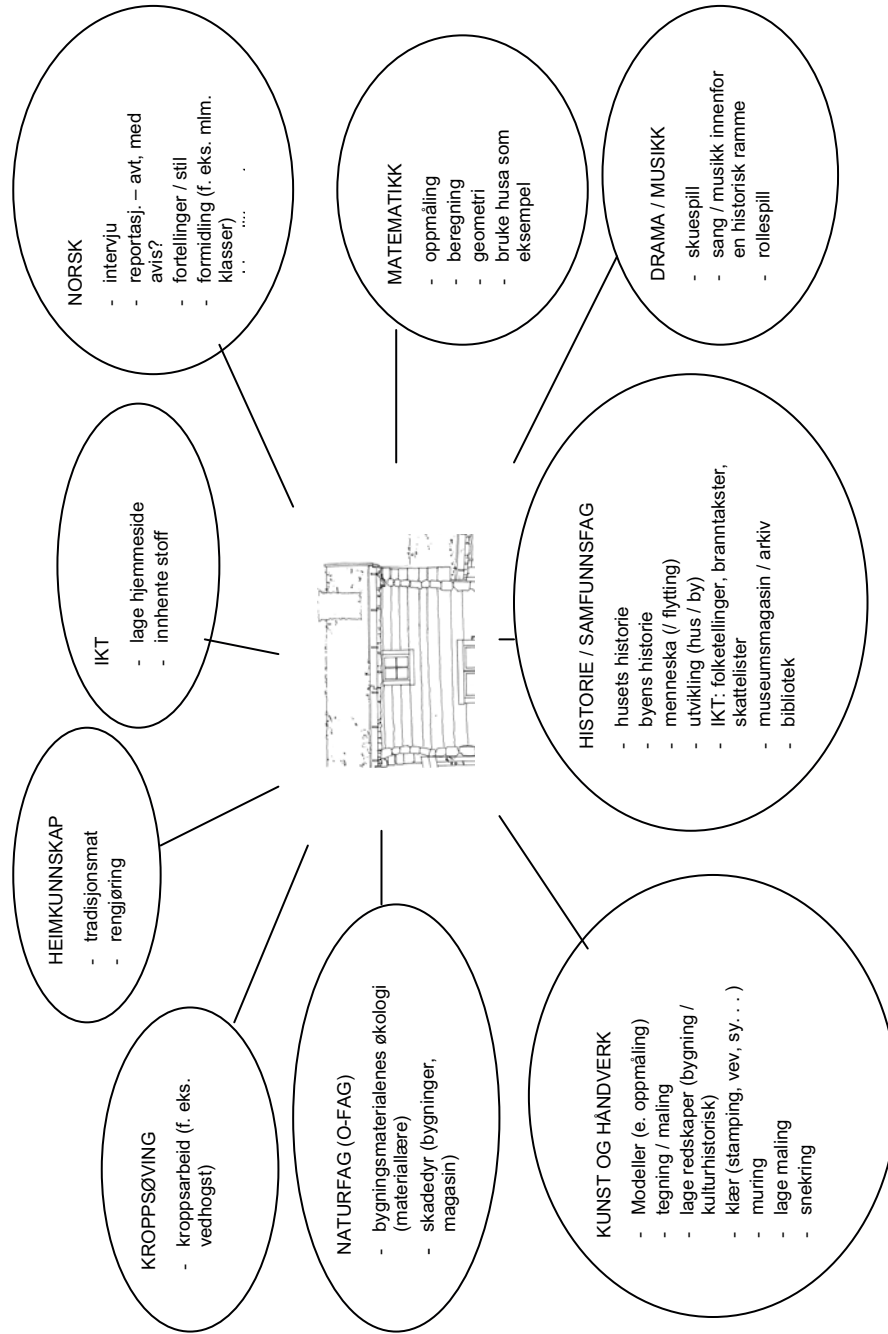 KROPPSØVING
- kroppsarbeid (f. eks.
vedhogst)
HEIMKUNNSKAP
- tradisjonsmat
- rengjøring
IKT
- lage hjemmeside
- innhente stoff
NORSK
- intervju
- reportasj. – avt, med
avis?
- fortellinger / stil
- formidling (f. eks. mlm.
klasser)
NATURFAG (O-FAG)
- bygningsmaterialenes økologi
(materiallære)
- skadedyr (bygninger,
magasin)
MATEMATIKK
- oppmåling
- beregning
- geometri
- bruke husa som
eksempel
KUNST OG HÅNDVERK
- Modeller (e. oppmåling)
- tegning / maling
- lage redskaper (bygning /
kulturhistorisk)
- klær (stamping, vev, sy. . . )
- muring
- lage maling
- snekring
HISTORIE / SAMFUNNSFAG
- husets historie
- byens historie
- menneska (/ flytting)
- utvikling (hus / by)
- IKT: folketellinger, branntakster,
skattelister
- museumsmagasin / arkiv
- bibliotek
DRAMA / MUSIKK
- skuespill
- sang / musikk innenfor
en historisk ramme
- rollespill